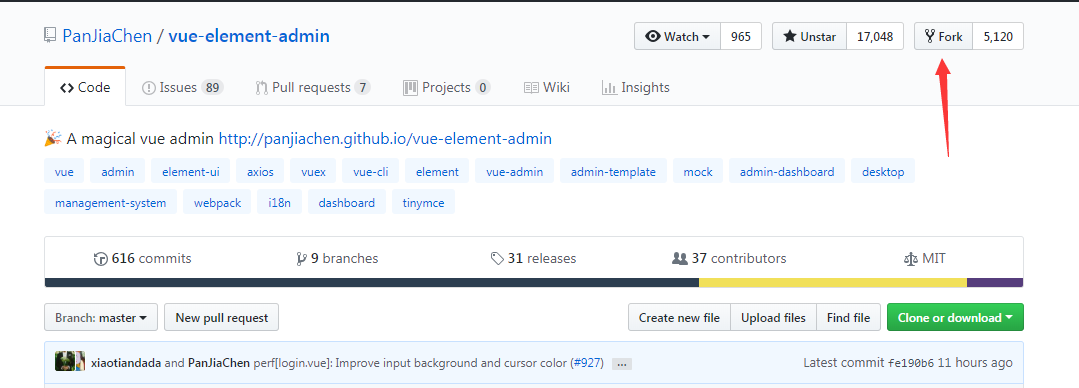 PanJiaChen / vue-element-admin Watch 965 Unstar 17,048 Fork 5,120
Code Issues 89 Pull requests 7 Projects 0 Wiki Insights
A magical vue admin http://panjiachen.github.io/vue-element-admin
vue admin element-ui axios vuex vue-cli element vue-admin admin-template mock admin-dashboard desktop
management-system webpack i18n dashboard tinymce
616 commits 9 branches 31 releases 37 contributors MIT
Branch: master New pull request Create new file Upload files Find file Clone or download
xiaotiandada and PanJiaChen perf[login.vue]: Improve input background and cursor color (#927) ... Latest commit fe190b6 11 hours ago